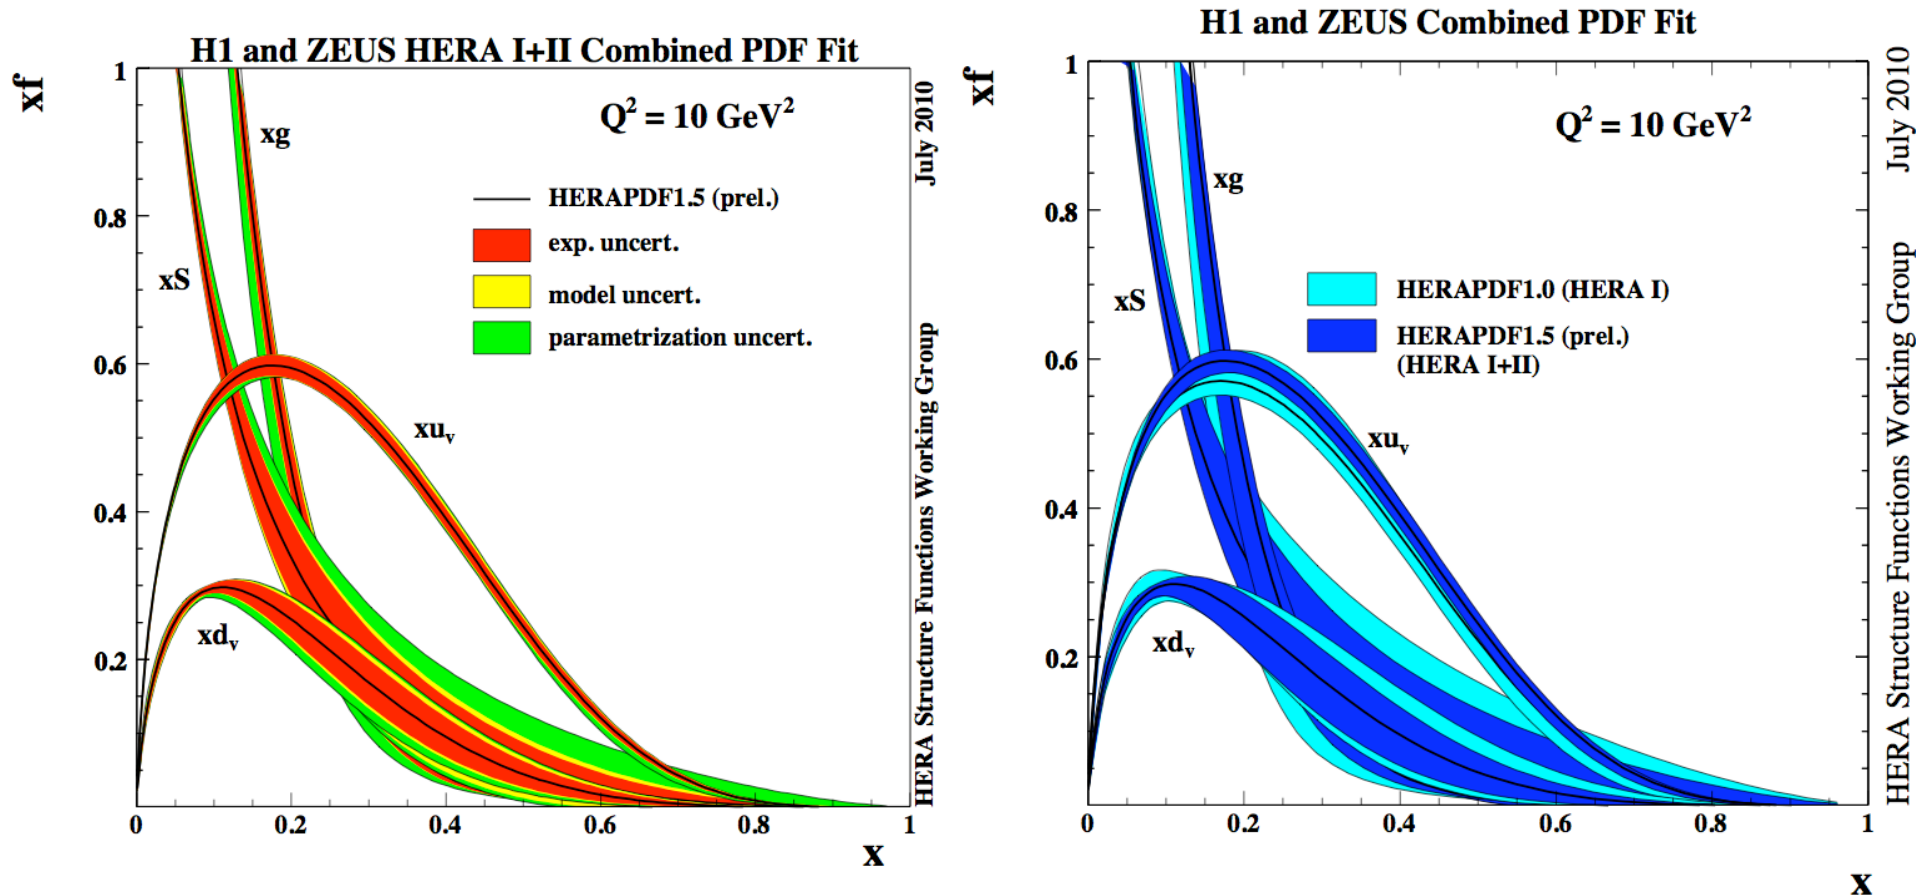 H1 and ZEUS HERA I+II Combined PDF Fit
xf
1
0.8
0.6
0.4
0.2
Q² = 10 GeV²
xg
xS
xuᵥ
xdᵥ
HERAPDF1.5 (prel.)
exp. uncert.
model uncert.
parametrization uncert.
0
0.2
0.4
0.6
0.8
1
x
HERA Structure Functions Working Group July 2010
H1 and ZEUS Combined PDF Fit
xf
1
0.8
0.6
0.4
0.2
Q² = 10 GeV²
xg
xS
xuᵥ
xdᵥ
HERAPDF1.0 (HERA I)
HERAPDF1.5 (prel.)
(HERA I+II)
0
0.2
0.4
0.6
0.8
1
x
HERA Structure Functions Working Group July 2010